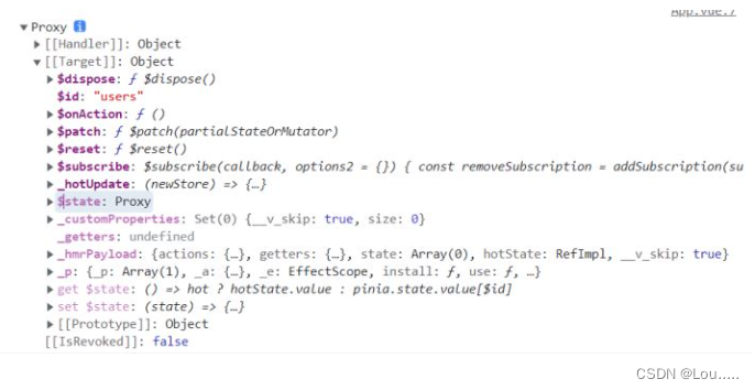 App.vue:7
Proxy i
[[Handler]]: Object
[[Target]]: Object
$dispose: ƒ $dispose()
$id: "users"
$onAction: ƒ ()
$patch: ƒ $patch(partialStateOrMutator)
$reset: ƒ $reset()
$subscribe: $subscribe(callback, options2 = {}) { const removeSubscription = addSubscription(su
_hotUpdate: (newStore) => {…}
$state: Proxy
_customProperties: Set(0) {__v_skip: true, size: 0}
_getters: undefined
_hmrPayload: {actions: {…}, getters: {…}, state: Array(0), hotState: RefImpl, __v_skip: true}
_p: {_p: Array(1), _a: {…}, _e: EffectScope, install: ƒ, use: ƒ, …}
get $state: () => hot ? hotState.value : pinia.state.value[$id]
set $state: (state) => {…}
[[Prototype]]: Object
[[IsRevoked]]: false
CSDN @Lou.....